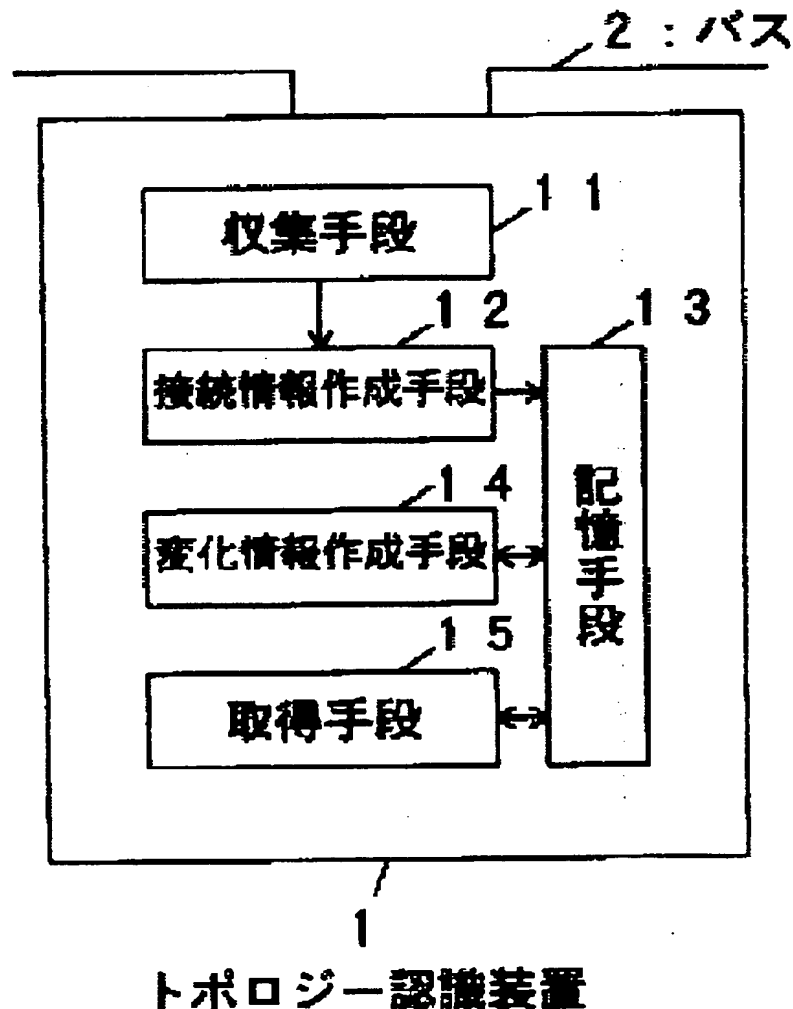 2：バス
11
収集手段
12
13
接続情報作成手段
記憶手段
14
変化情報作成手段
15
取得手段
1
トポロジー認識装置